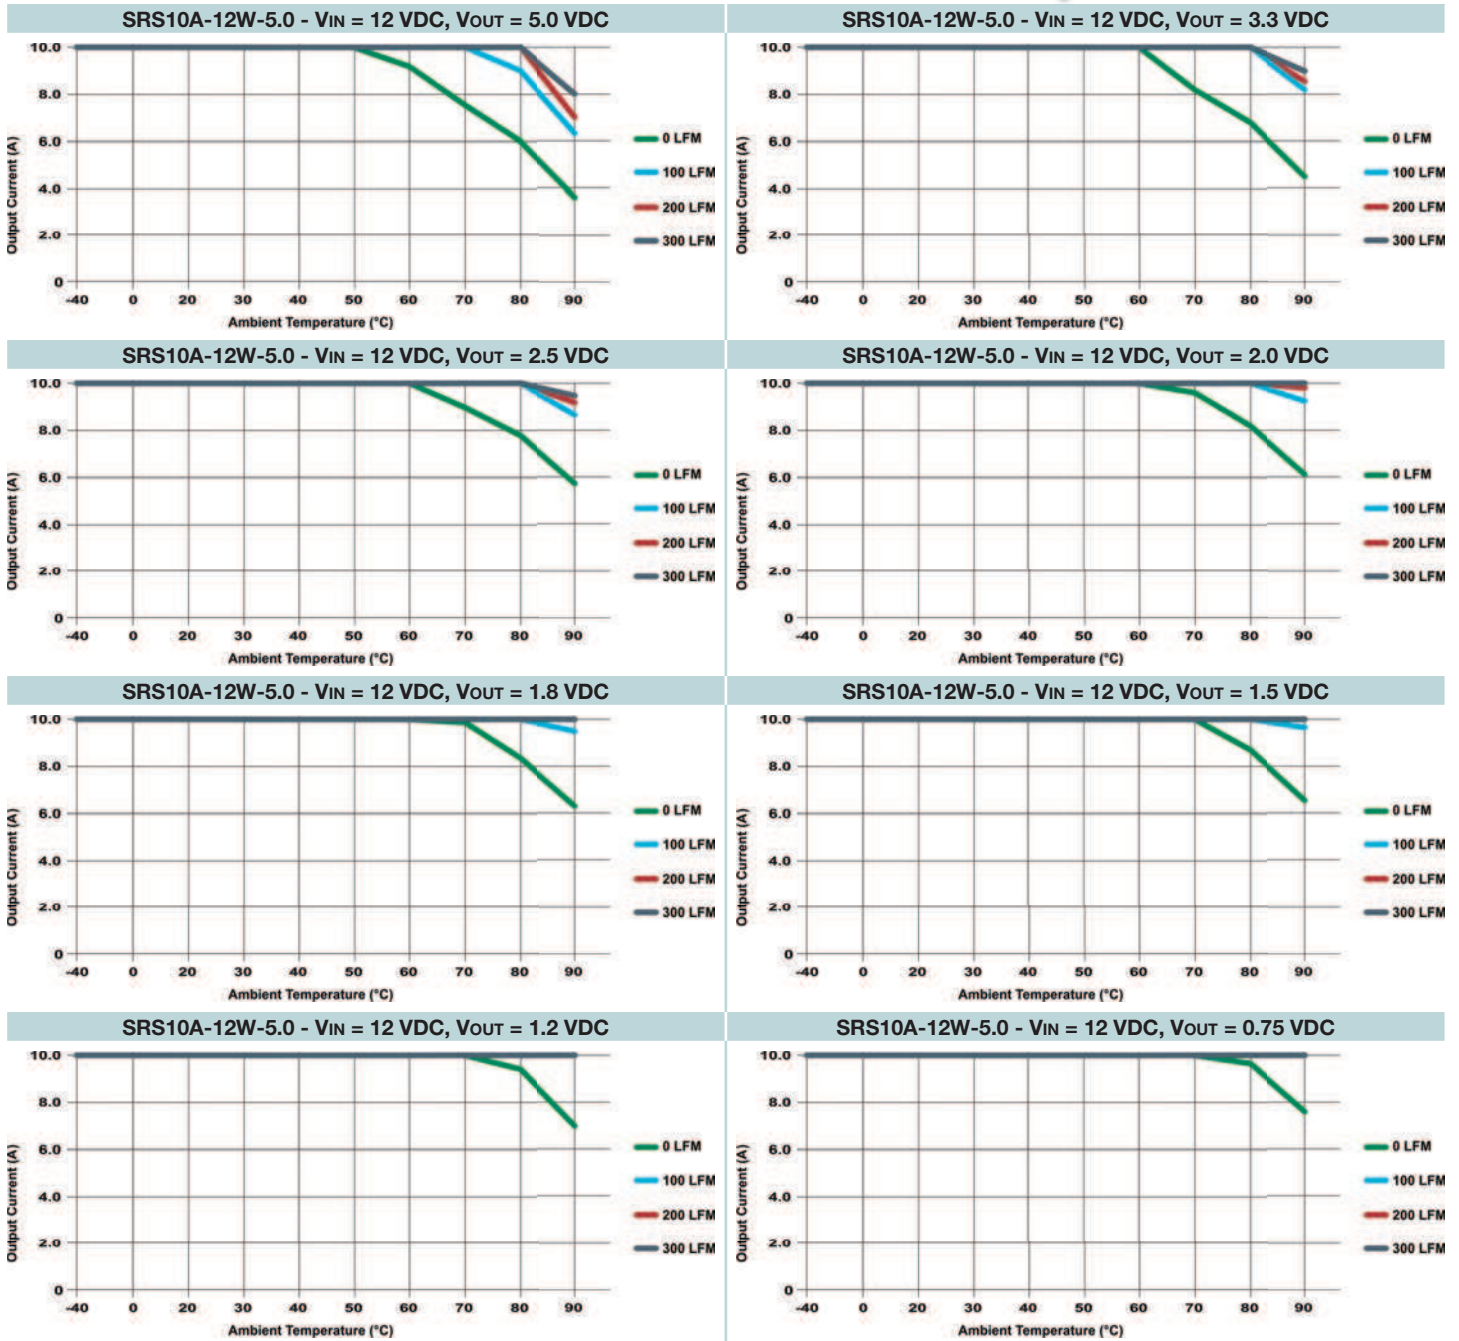 SRS10A-12W-5.0 - VIN = 12 VDC, VOUT = 5.0 VDC
10.0
8.0
6.0
4.0
2.0
0
Output Current (A)
-40 0 20 30 40 50 60 70 80 90
Ambient Temperature (°C)
0 LFM
100 LFM
200 LFM
300 LFM
SRS10A-12W-5.0 - VIN = 12 VDC, VOUT = 3.3 VDC
10.0
8.0
6.0
4.0
2.0
0
Output Current (A)
-40 0 20 30 40 50 60 70 80 90
Ambient Temperature (°C)
0 LFM
100 LFM
200 LFM
300 LFM
SRS10A-12W-5.0 - VIN = 12 VDC, VOUT = 2.5 VDC
10.0
8.0
6.0
4.0
2.0
0
Output Current (A)
-40 0 20 30 40 50 60 70 80 90
Ambient Temperature (°C)
0 LFM
100 LFM
200 LFM
300 LFM
SRS10A-12W-5.0 - VIN = 12 VDC, VOUT = 2.0 VDC
10.0
8.0
6.0
4.0
2.0
0
Output Current (A)
-40 0 20 30 40 50 60 70 80 90
Ambient Temperature (°C)
0 LFM
100 LFM
200 LFM
300 LFM
SRS10A-12W-5.0 - VIN = 12 VDC, VOUT = 1.8 VDC
10.0
8.0
6.0
4.0
2.0
0
Output Current (A)
-40 0 20 30 40 50 60 70 80 90
Ambient Temperature (°C)
0 LFM
100 LFM
200 LFM
300 LFM
SRS10A-12W-5.0 - VIN = 12 VDC, VOUT = 1.5 VDC
10.0
8.0
6.0
4.0
2.0
0
Output Current (A)
-40 0 20 30 40 50 60 70 80 90
Ambient Temperature (°C)
0 LFM
100 LFM
200 LFM
300 LFM
SRS10A-12W-5.0 - VIN = 12 VDC, VOUT = 1.2 VDC
10.0
8.0
6.0
4.0
2.0
0
Output Current (A)
-40 0 20 30 40 50 60 70 80 90
Ambient Temperature (°C)
0 LFM
100 LFM
200 LFM
300 LFM
SRS10A-12W-5.0 - VIN = 12 VDC, VOUT = 0.75 VDC
10.0
8.0
6.0
4.0
2.0
0
Output Current (A)
-40 0 20 30 40 50 60 70 80 90
Ambient Temperature (°C)
0 LFM
100 LFM
200 LFM
300 LFM